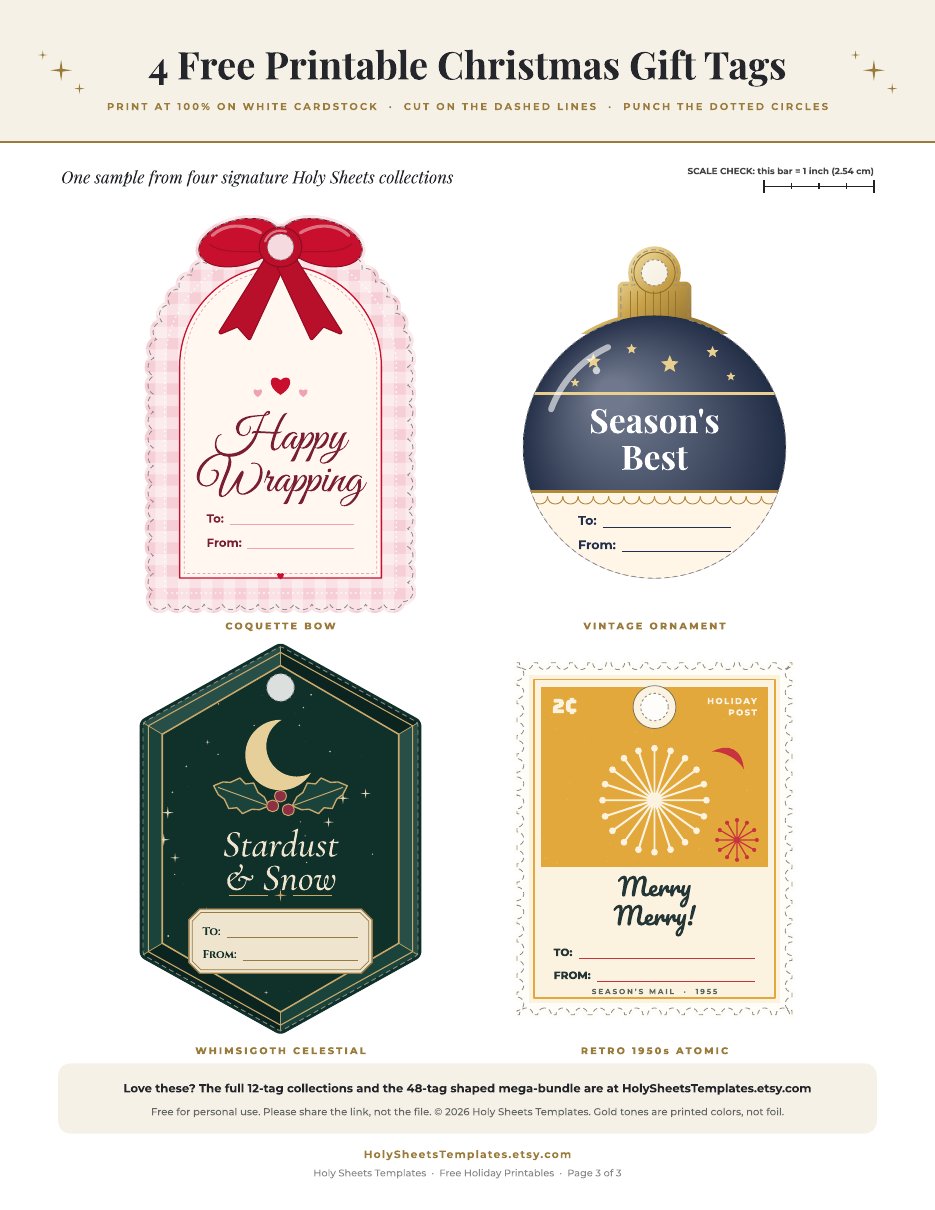 4 Free Printable Christmas Gift Tags
PRINT AT 100% ON WHITE CARDSTOCK · CUT ON THE DASHED LINES · PUNCH THE DOTTED CIRCLES
One sample from four signature Holy Sheets collections
SCALE CHECK: this bar = 1 inch (2.54 cm)
Happy
Wrapping
To:
From:
COQUETTE BOW
Season's
Best
To:
From:
VINTAGE ORNAMENT
Stardust
& Snow
To:
From:
WHIMSIGOTH CELESTIAL
2¢
HOLIDAY
POST
Merry
Merry!
TO:
FROM:
SEASON'S MAIL · 1955
RETRO 1950s ATOMIC
Love these? The full 12-tag collections and the 48-tag shaped mega-bundle are at HolySheetsTemplates.etsy.com
Free for personal use. Please share the link, not the file. © 2026 Holy Sheets Templates. Gold tones are printed colors, not foil.
HolySheetsTemplates.etsy.com
Holy Sheets Templates · Free Holiday Printables · Page 3 of 3